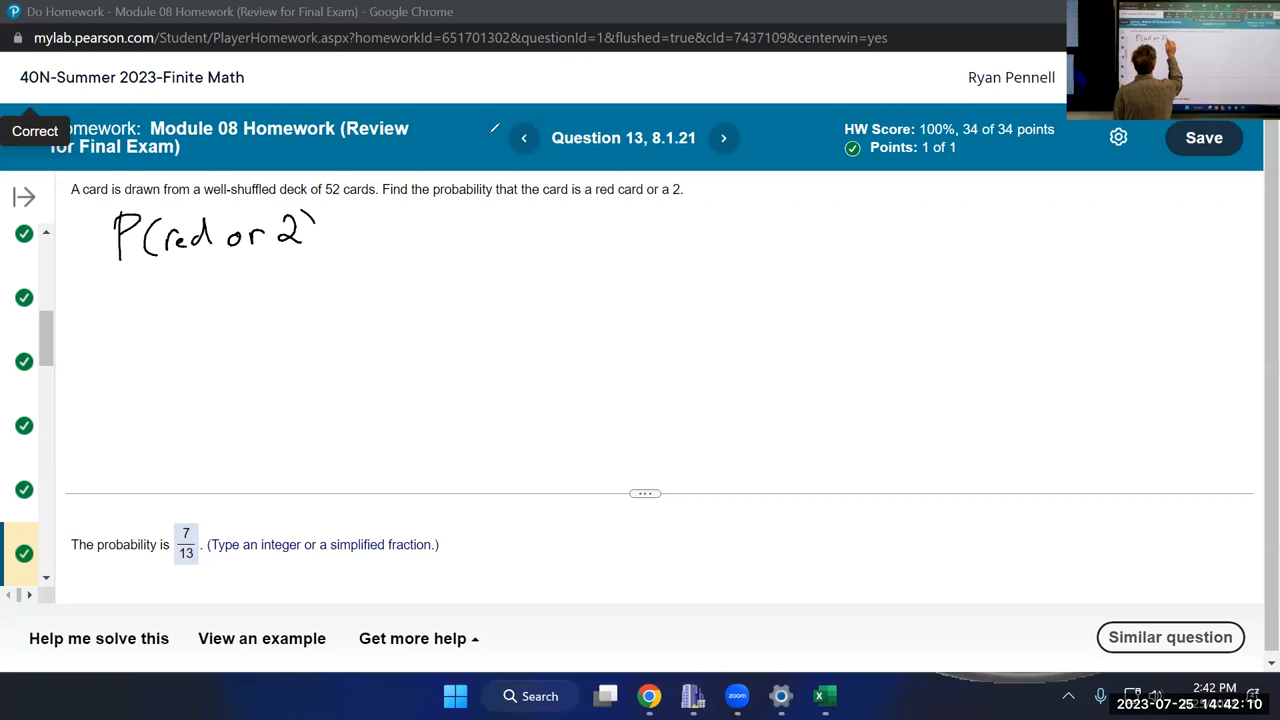 Do Homework - Module 08 Homework (Review for Final Exam) - Google Chrome
mylab.pearson.com/Student/PlayerHomework.aspx?homeworkId=
=1&flushed=true&cId=7437109&centerwin=yes
40N-Summer 2023-Finite Math
Ryan Pennell
Correct
omework: Module 08 Homework (Review
for Final Exam)
Question 13, 8.1.21
HW Score: 100%, 34 of 34 points
Points: 1 of 1
Save
A card is drawn from a well-shuffled deck of 52 cards. Find the probability that the card is a red card or a 2.
P(red or 2)
The probability is 7/13. (Type an integer or a simplified fraction.)
Help me solve this
View an example
Get more help
Similar question
Search
zoom
2:42 PM
2023-07-25 14:42:10